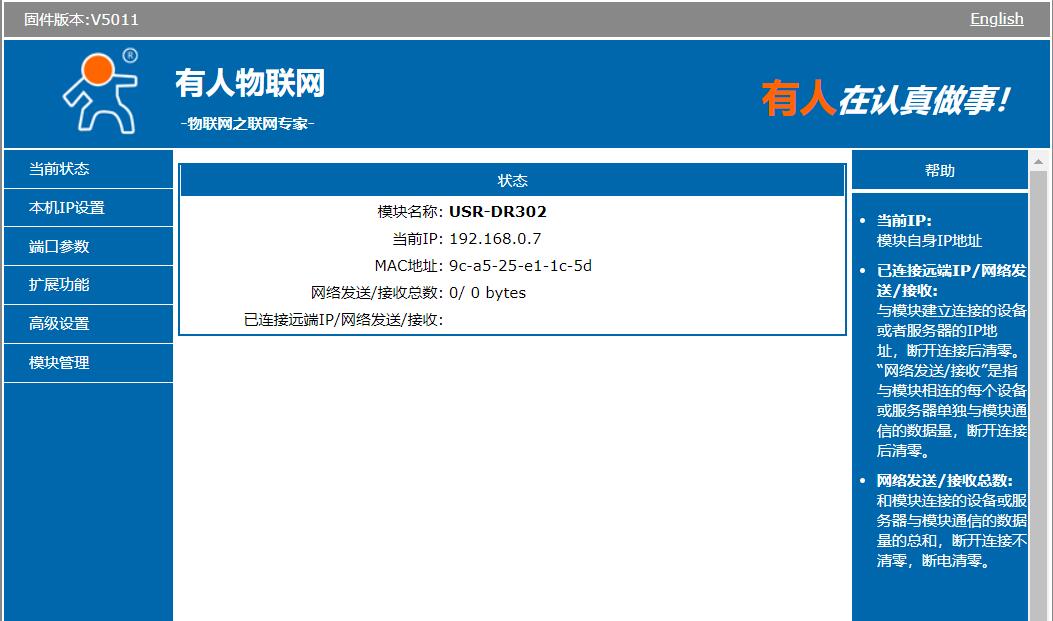 固件版本:V5011
English
®
有人物联网
-物联网之联网专家-
有人在认真做事!
当前状态
本机IP设置
端口参数
扩展功能
高级设置
模块管理
状态
模块名称: USR-DR302
当前IP: 192.168.0.7
MAC地址: 9c-a5-25-e1-1c-5d
网络发送/接收总数: 0/ 0 bytes
已连接远端IP/网络发送/接收:
帮助
• 当前IP:
模块自身IP地址
• 已连接远端IP/网络发
送/接收:
与模块建立连接的设备
或者服务器的IP地
址，断开连接后清零。
“网络发送/接收”是指
与模块相连的每个设备
或服务器单独与模块通
信的数据量，断开连接
后清零。
• 网络发送/接收总数:
和模块连接的设备或服
务器与模块通信的数据
量的总和，断开连接不
清零，断电清零。